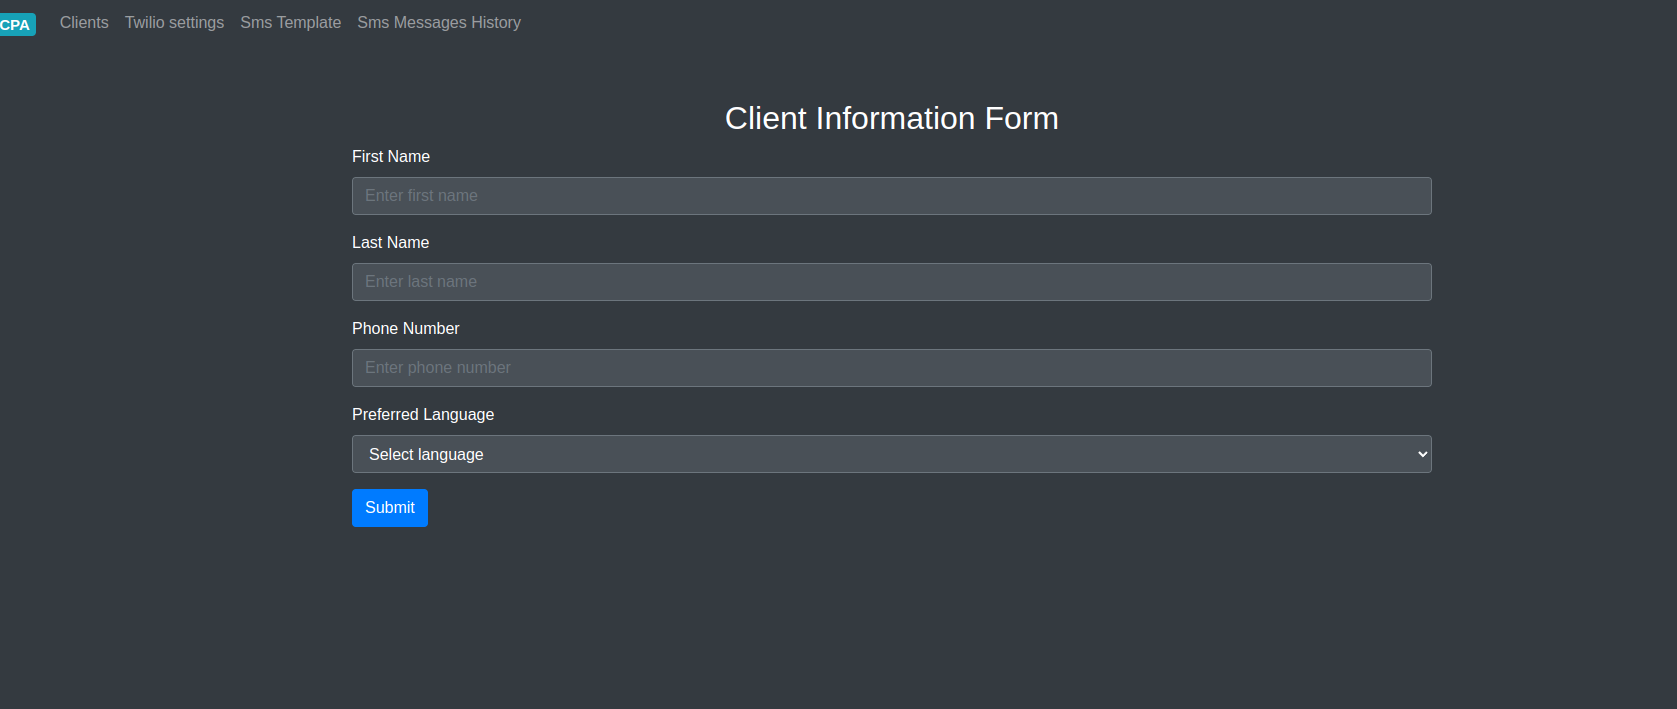 CPA Clients Twilio settings Sms Template Sms Messages History
Client Information Form
First Name
Enter first name
Last Name
Enter last name
Phone Number
Enter phone number
Preferred Language
Select language
Submit